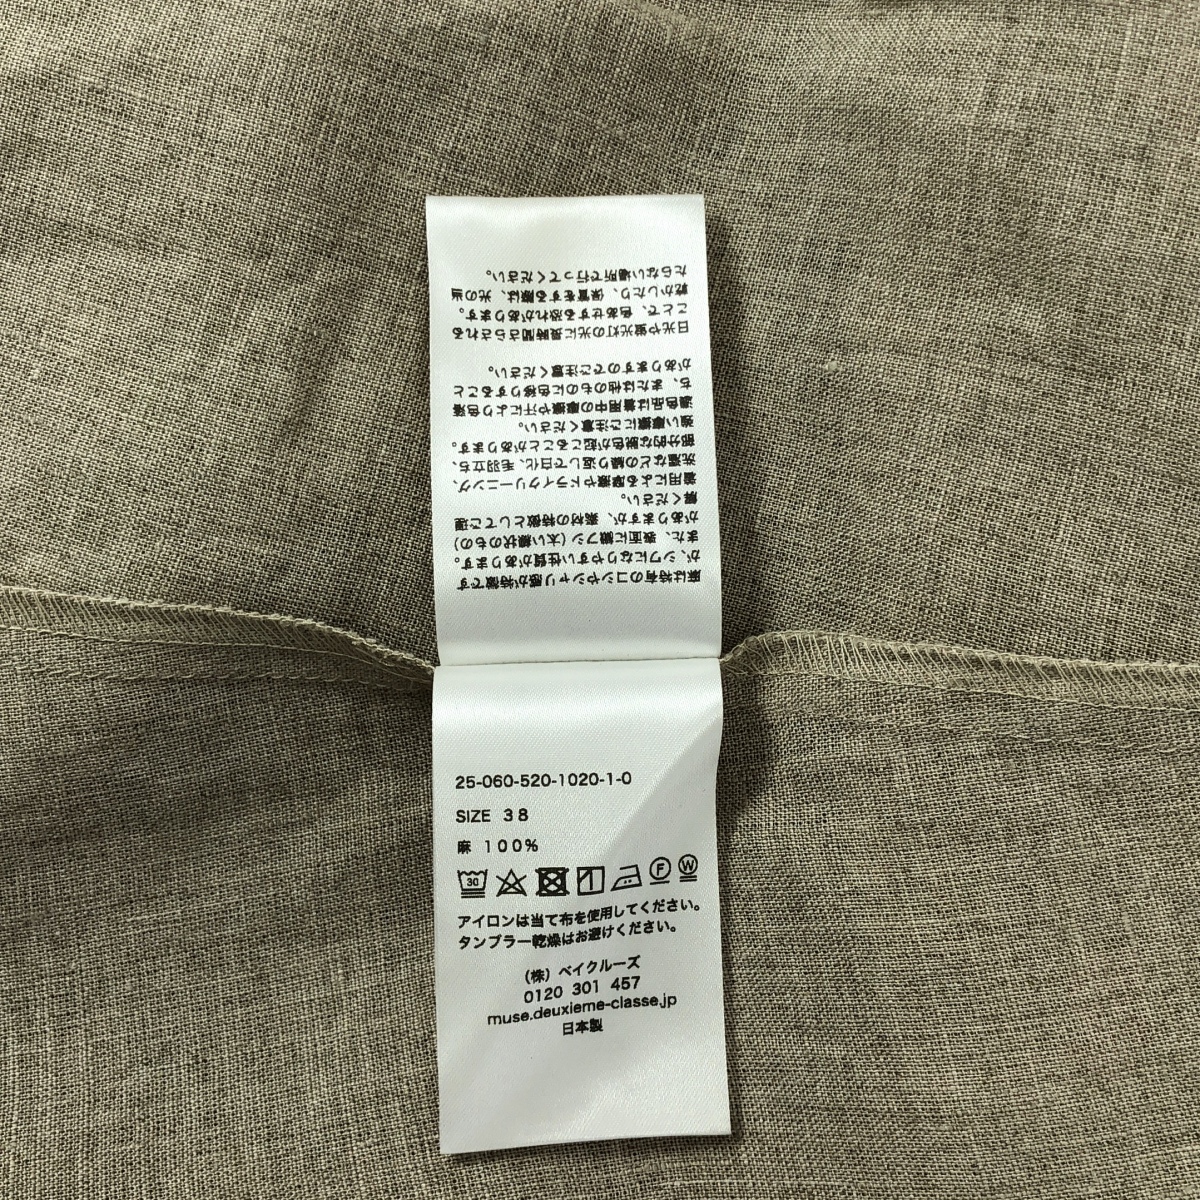 麻は特有のコシやシャリ感が特徴です
が、シワになりやすい性質があります。
また、表面に繊フシ（太い線状のもの）
がありますが、素材の特徴としてご理
解ください。
着用による摩擦やドライクリーニング、
洗濯などの繰り返しで白化、毛羽立ち、
部分的な脱色が起こることがあります。
強い摩擦にご注意ください。
濃色品は着用中の摩擦や汗により色落
ち、または他のものに色移りすること
がありますのでご注意ください。
日光や蛍光灯の光に長時間さらされる
ことで、色あせする恐れがあります。
乾かしたり、保管をする際は、光の当
たらない場所で行ってください。
25-060-520-1020-1-0
SIZE 38
麻 100%
30 F W
アイロンは当て布を使用してください。
タンブラー乾燥はお避けください。
（株）ベイクルーズ
0120 301 457
muse.deuxieme-classe.jp
日本製